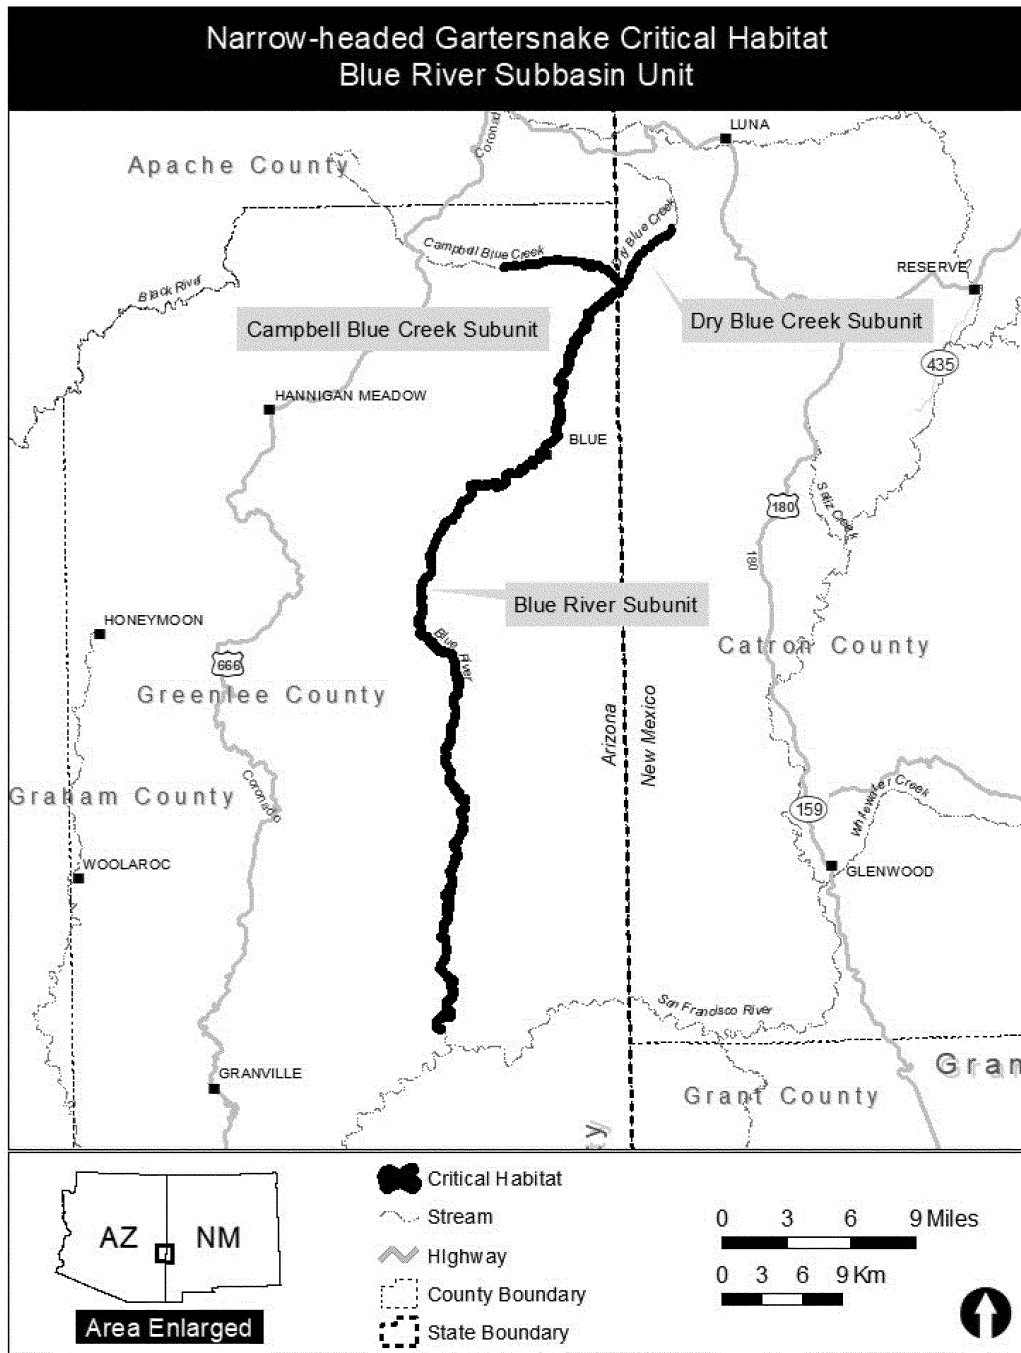 Narrow-headed Gartersnake Critical Habitat
Blue River Subbasin Unit
LUNA
Coronad
Apache County
Dry Blue Creek
Campbell Blue Creek
RESERVE
Black River
Campbell Blue Creek Subunit
Dry Blue Creek Subunit
435
HANNIGAN MEADOW
BLUE
180
Saliz Creek
180
Blue River Subunit
HONEYMOON
Blue River
Catron County
666
Greenlee County
Arizona
New Mexico
Coronado
Graham County
159
Whitewater Creek
WOOLAROC
GLENWOOD
San Francisco River
Gran
GRANVILLE
Grant County
ty
AZ
NM
Area Enlarged
Critical Habitat
Stream
Highway
County Boundary
State Boundary
0 3 6 9 Miles
0 3 6 9 Km